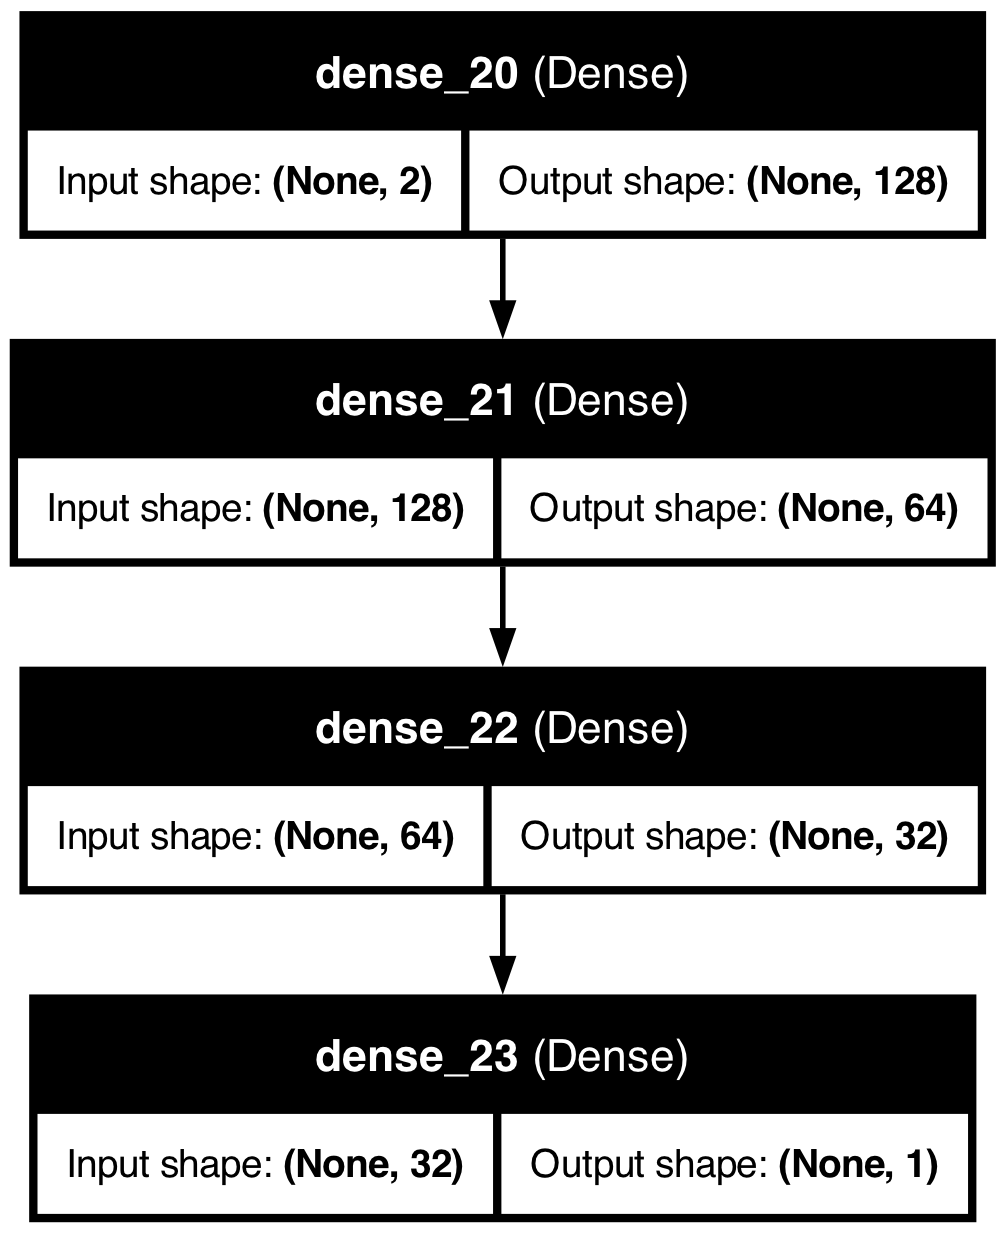 dense_20 (Dense)
Input shape: (None, 2) Output shape: (None, 128)
dense_21 (Dense)
Input shape: (None, 128) Output shape: (None, 64)
dense_22 (Dense)
Input shape: (None, 64) Output shape: (None, 32)
dense_23 (Dense)
Input shape: (None, 32) Output shape: (None, 1)